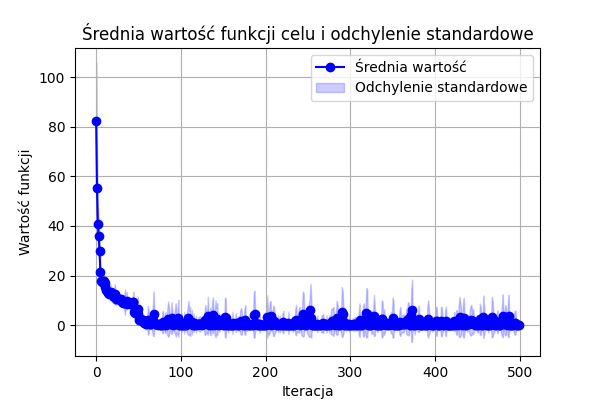 Średnia wartość funkcji celu i odchylenie standardowe
Średnia wartość
Odchylenie standardowe
Wartość funkcji
100
80
60
40
20
0
0 100 200 300 400 500
Iteracja